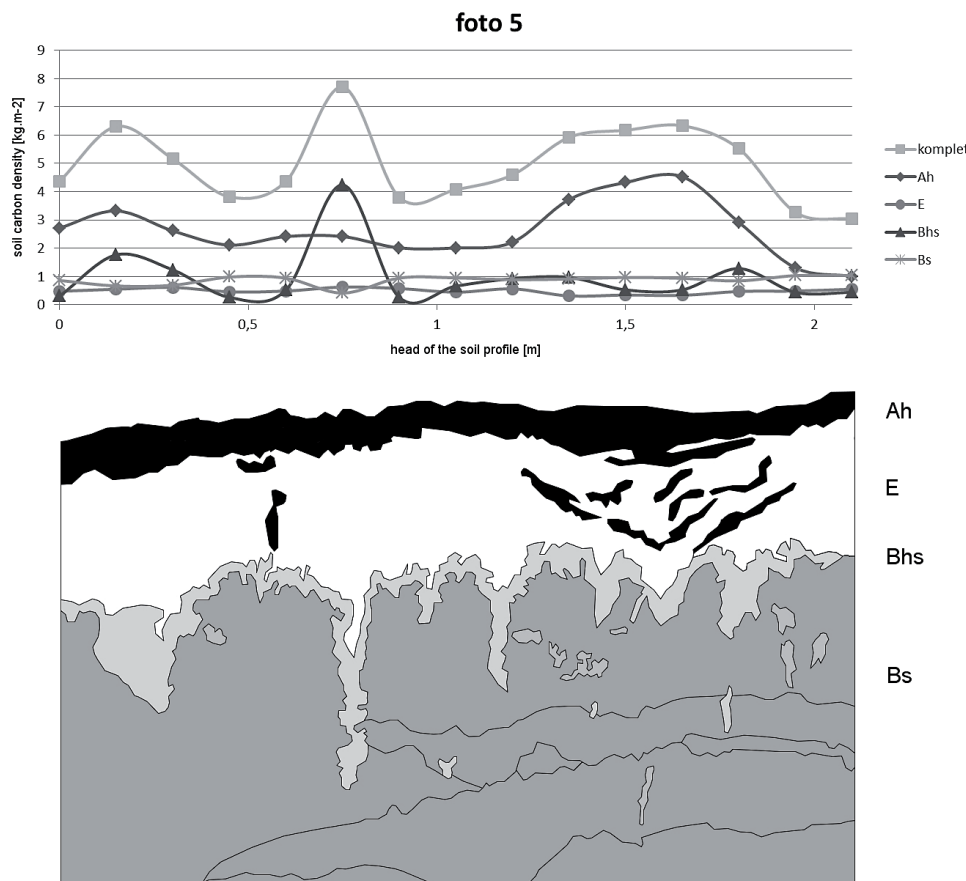 foto 5
soil carbon density [kg.m-2]
9
8
7
6
5
4
3
2
1
0
0 0,5 1 1,5 2
head of the soil profile [m]
komplet
Ah
E
Bhs
Bs
Ah
E
Bhs
Bs